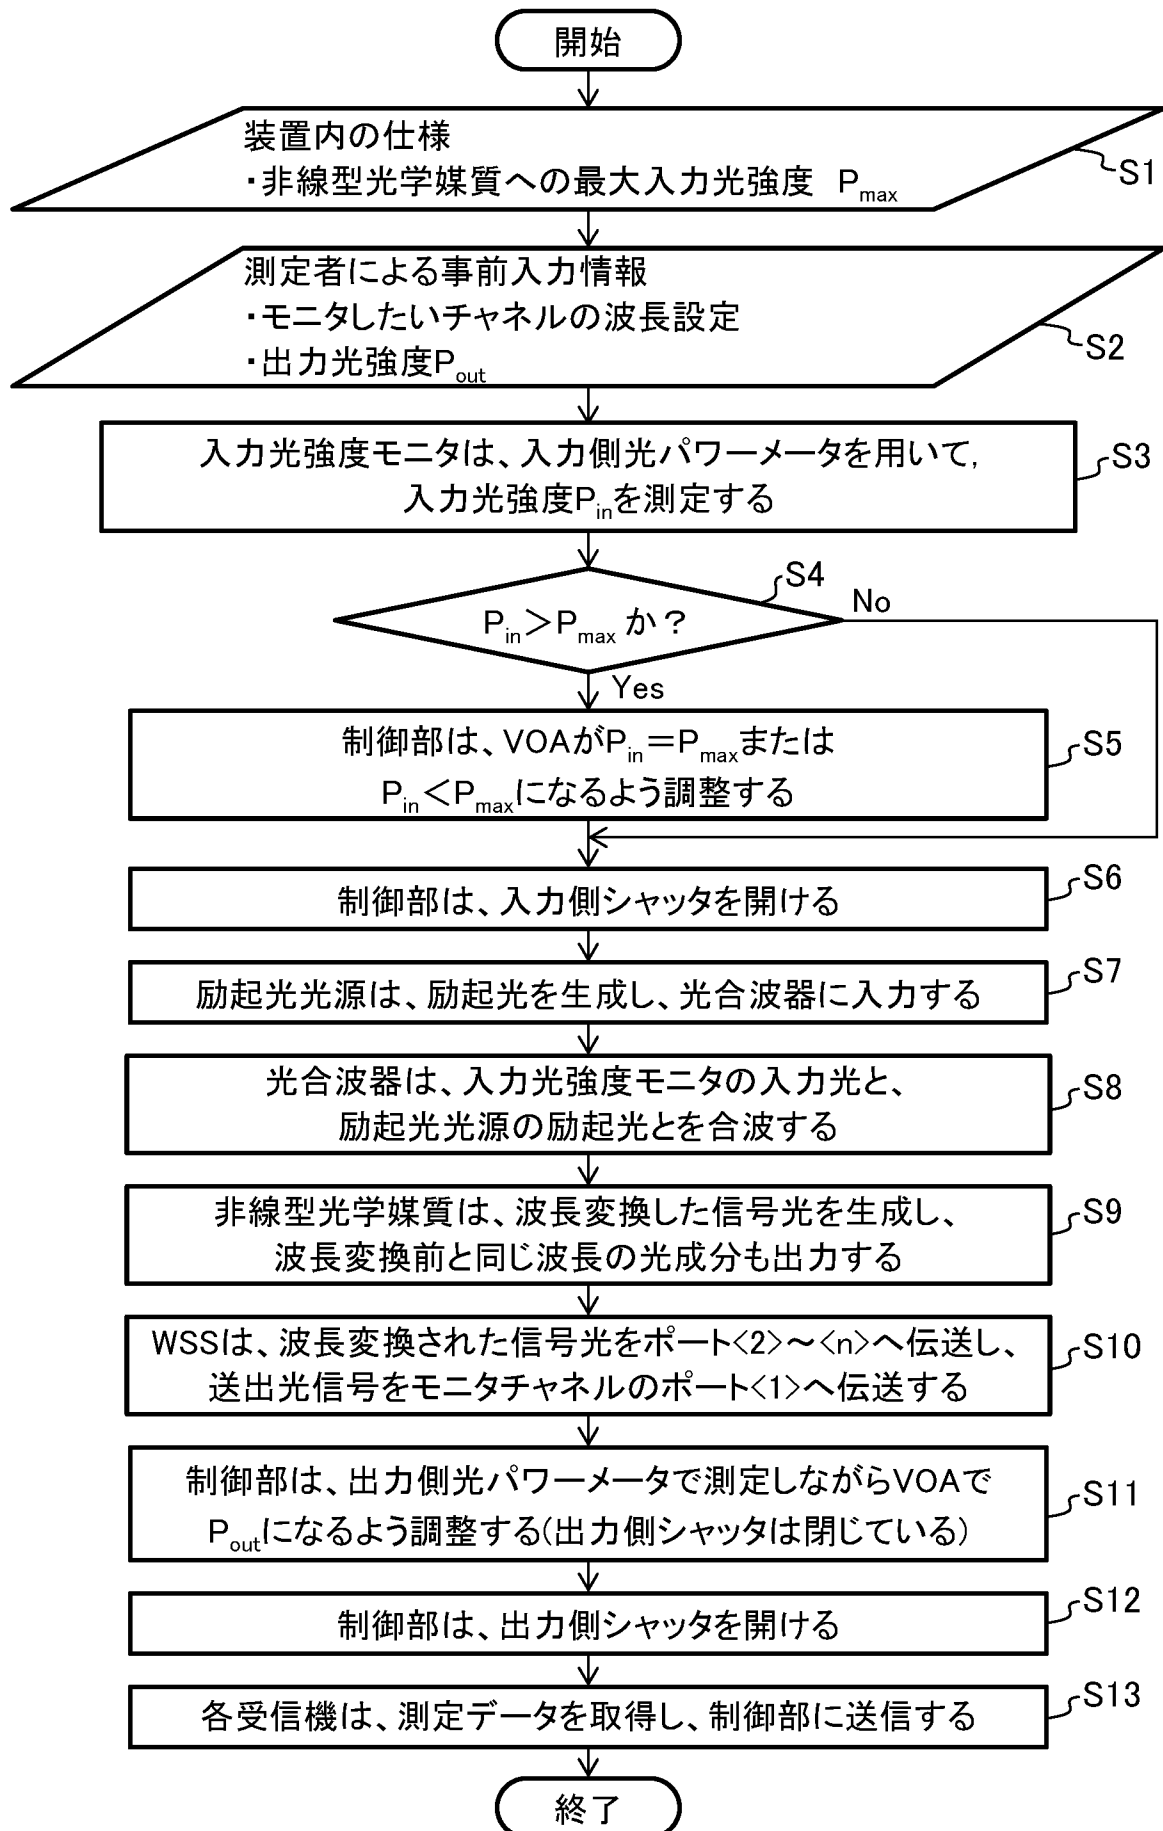 開始
装置内の仕様
・非線型光学媒質への最大入力光強度 Pmax
S1
測定者による事前入力情報
・モニタしたいチャネルの波長設定
・出力光強度Pout
S2
入力光強度モニタは、入力側光パワーメータを用いて,
入力光強度Pinを測定する
S3
Pin＞Pmax か？
S4
No
Yes
制御部は、VOAがPin＝Pmaxまたは
Pin＜Pmaxになるよう調整する
S5
制御部は、入力側シャッタを開ける
S6
励起光光源は、励起光を生成し、光合波器に入力する
S7
光合波器は、入力光強度モニタの入力光と、
励起光光源の励起光とを合波する
S8
非線型光学媒質は、波長変換した信号光を生成し、
波長変換前と同じ波長の光成分も出力する
S9
WSSは、波長変換された信号光をポート<2>～<n>へ伝送し、
送出光信号をモニタチャネルのポート<1>へ伝送する
S10
制御部は、出力側光パワーメータで測定しながらVOAで
Poutになるよう調整する(出力側シャッタは閉じている)
S11
制御部は、出力側シャッタを開ける
S12
各受信機は、測定データを取得し、制御部に送信する
S13
終了